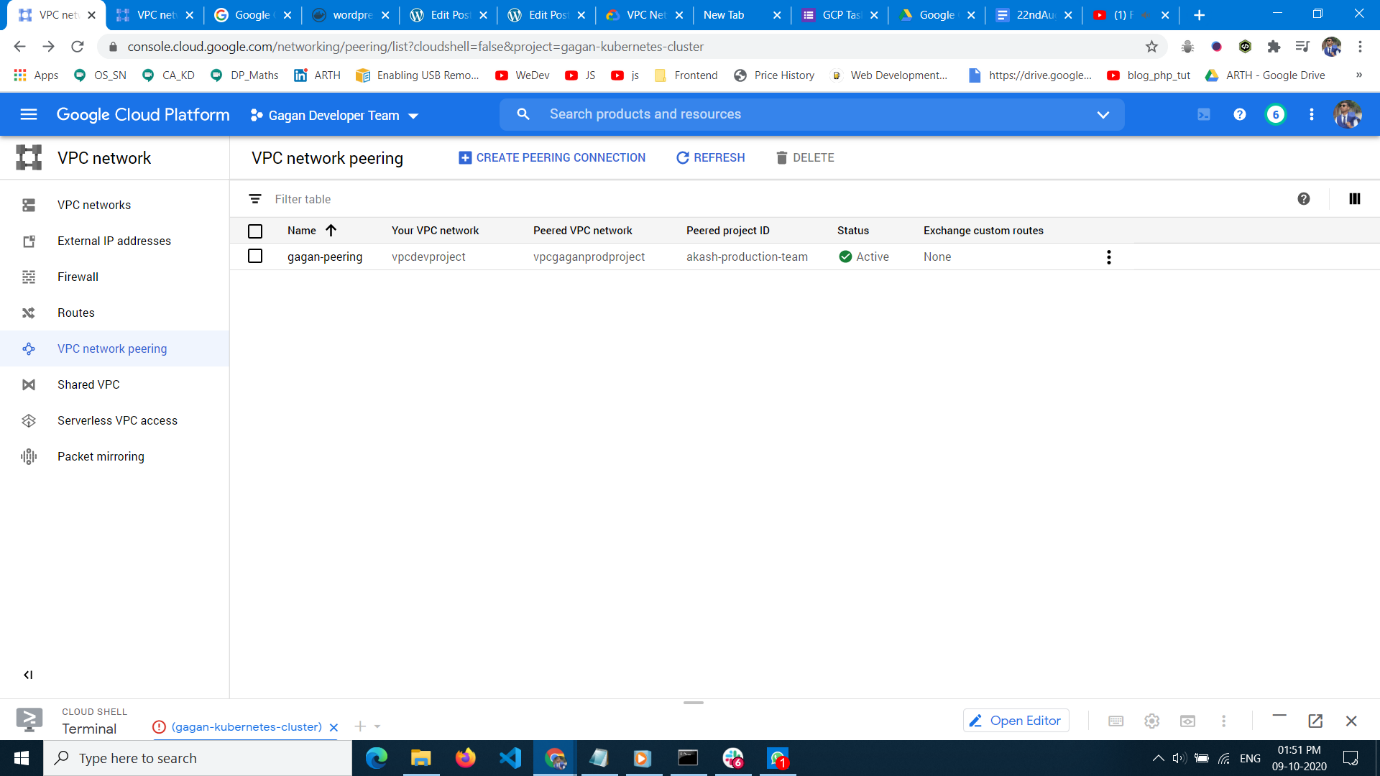 VPC net
VPC net
Google
wordpre
Edit Post
Edit Post
VPC Net
New Tab
GCP Tas
Google
22ndAu
(1) F
console.cloud.google.com/networking/peering/list?cloudshell=false&project=gagan-kubernetes-cluster
Apps
OS_SN
CA_KD
DP_Maths
ARTH
Enabling USB Remo...
WeDev
JS
js
Frontend
Price History
Web Development...
https://drive.google...
blog_php_tut
ARTH - Google Drive
»
Google Cloud Platform
Gagan Developer Team
Search products and resources
6
VPC network
VPC network peering
CREATE PEERING CONNECTION
REFRESH
DELETE
VPC networks
External IP addresses
Firewall
Routes
VPC network peering
Shared VPC
Serverless VPC access
Packet mirroring
Filter table
Name
Your VPC network
Peered VPC network
Peered project ID
Status
Exchange custom routes
gagan-peering
vpcdevproject
vpcgaganprodproject
akash-production-team
Active
None
CLOUD SHELL
Terminal
(gagan-kubernetes-cluster)
Open Editor
Type here to search
6
1
ENG
01:51 PM
09-10-2020